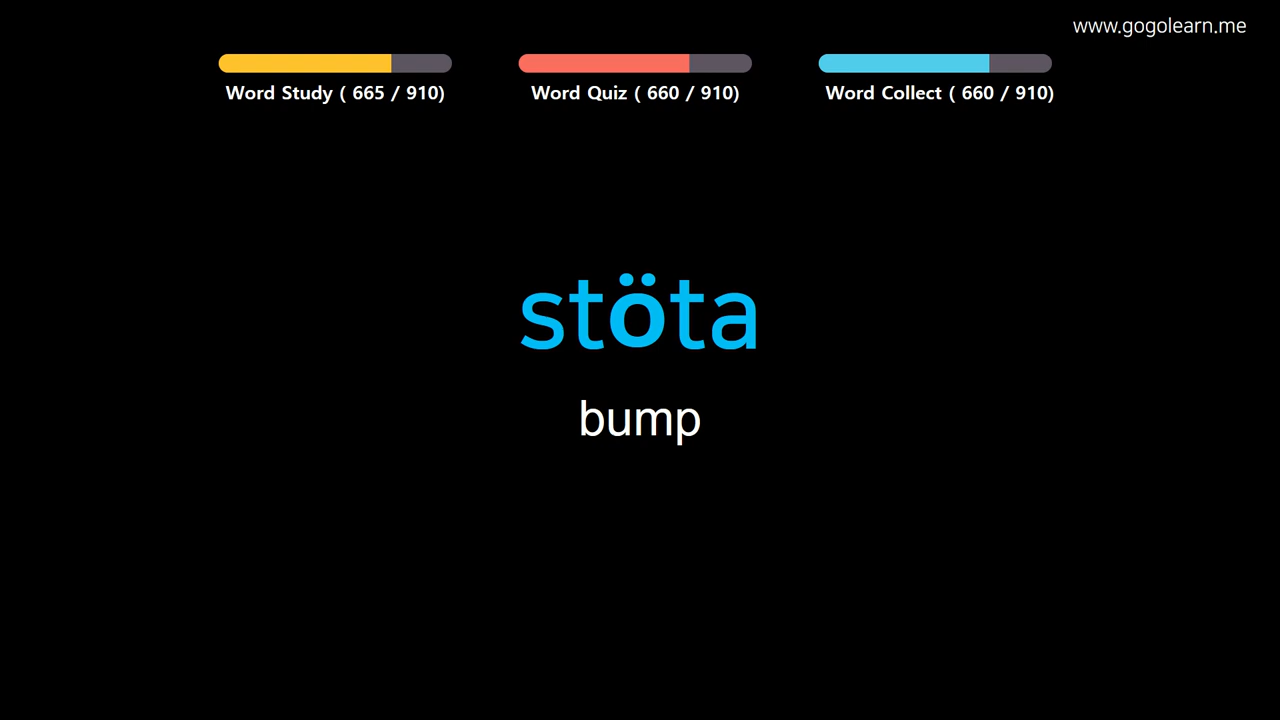 www.gogolearn.me
Word Study ( 665 / 910)
Word Quiz ( 660 / 910)
Word Collect ( 660 / 910)
stöta
bump